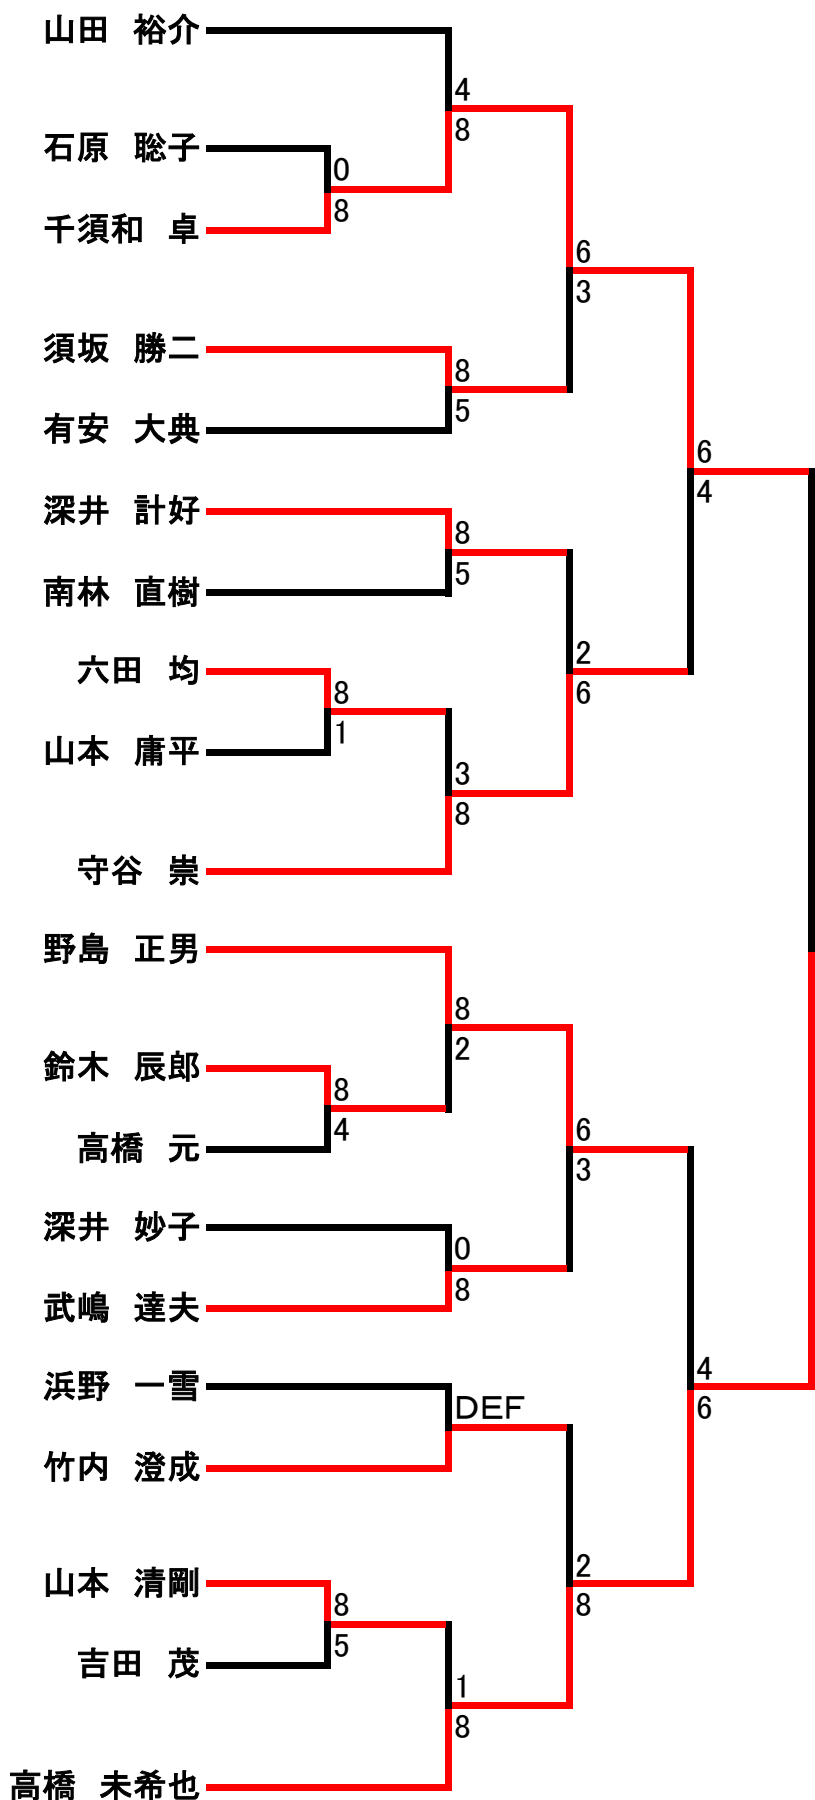 山田 裕介
4
8
石原 聡子
0
8
千須和 卓
6
3
須坂 勝二
8
5
有安 大典
6
4
深井 計好
8
5
南林 直樹
2
6
六田 均
8
1
山本 庸平
3
8
守谷 崇
野島 正男
8
2
鈴木 辰郎
8
4
高橋 元
6
3
深井 妙子
0
8
武嶋 達夫
4
6
浜野 一雪
DEF
竹内 澄成
2
8
山本 清剛
8
5
吉田 茂
1
8
高橋 未希也